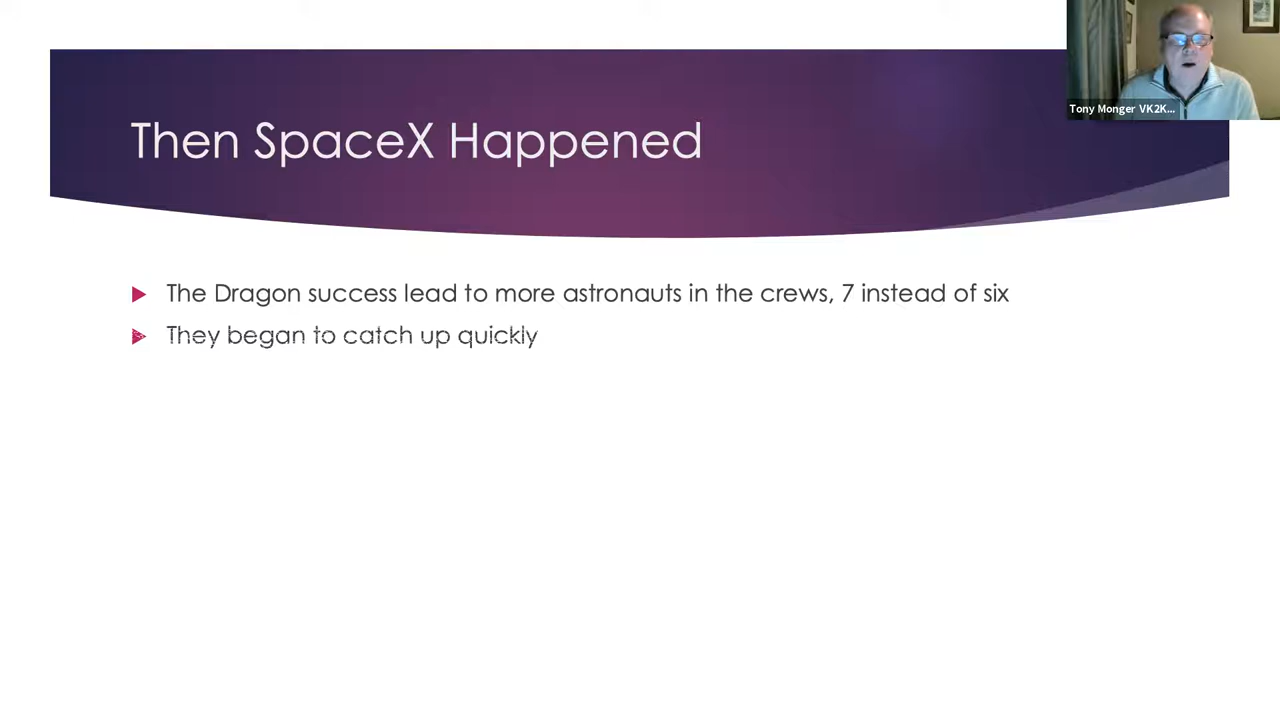 Tony Monger VK2K...
Then SpaceX Happened
The Dragon success lead to more astronauts in the crews, 7 instead of six
They began to catch up quickly